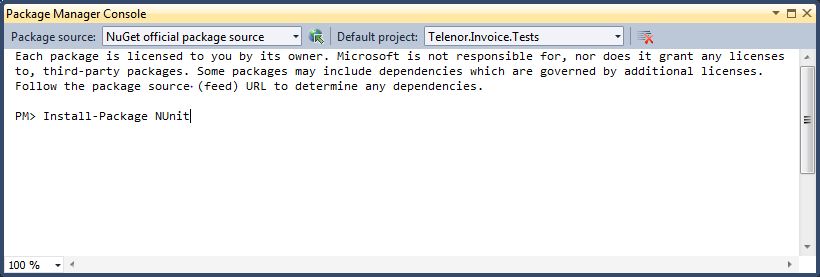 Package Manager Console
Package source: NuGet official package source Default project: Telenor.Invoice.Tests
Each package is licensed to you by its owner. Microsoft is not responsible for, nor does it grant any licenses
to, third-party packages. Some packages may include dependencies which are governed by additional licenses.
Follow the package source (feed) URL to determine any dependencies.
PM> Install-Package NUnit
100 %